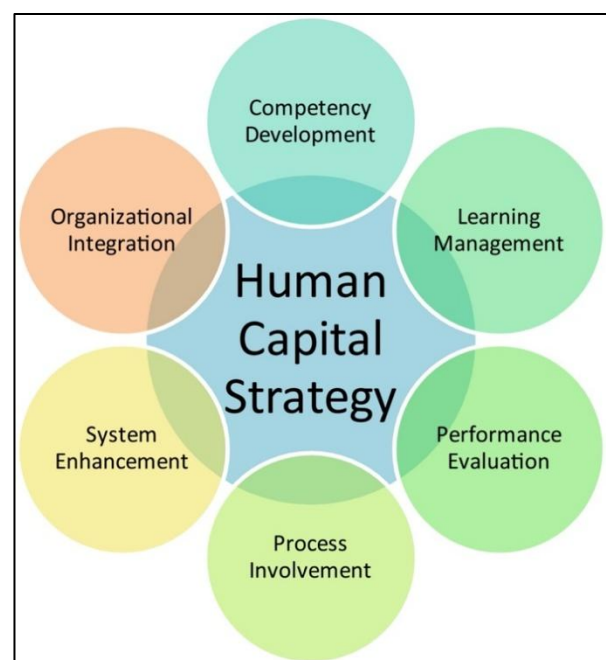 Competency
Development
Learning
Management
Performance
Evaluation
Process
Involvement
System
Enhancement
Organizational
Integration
Human
Capital
Strategy